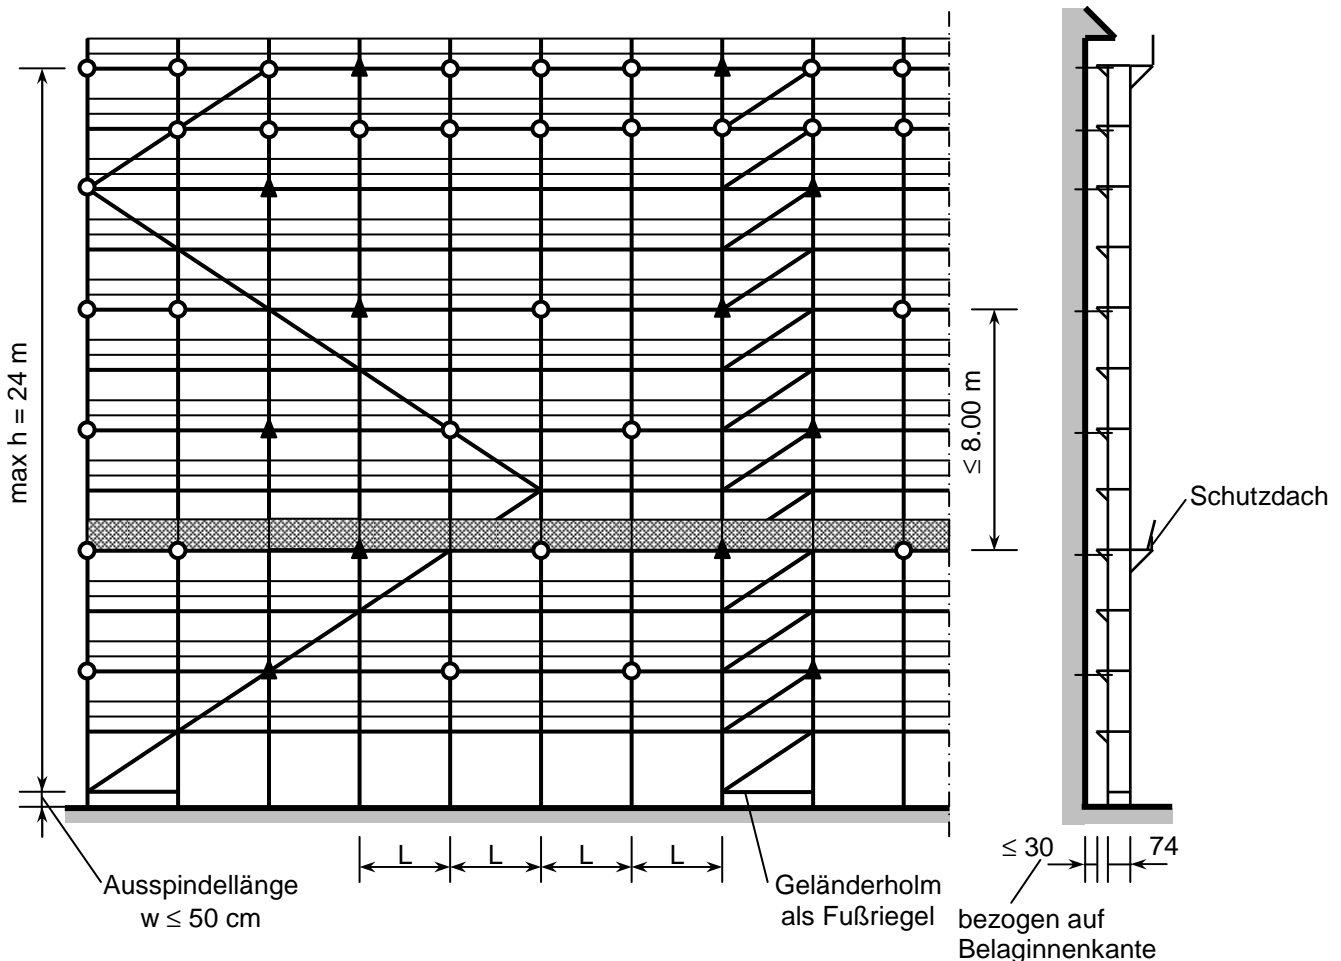 max h = 24 m
≤ 8.00 m
Schutzdach
L L L L
≤ 30
74
Ausspindellänge
w ≤ 50 cm
Geländerholm
als Fußriegel
bezogen auf
Belaginnenkante